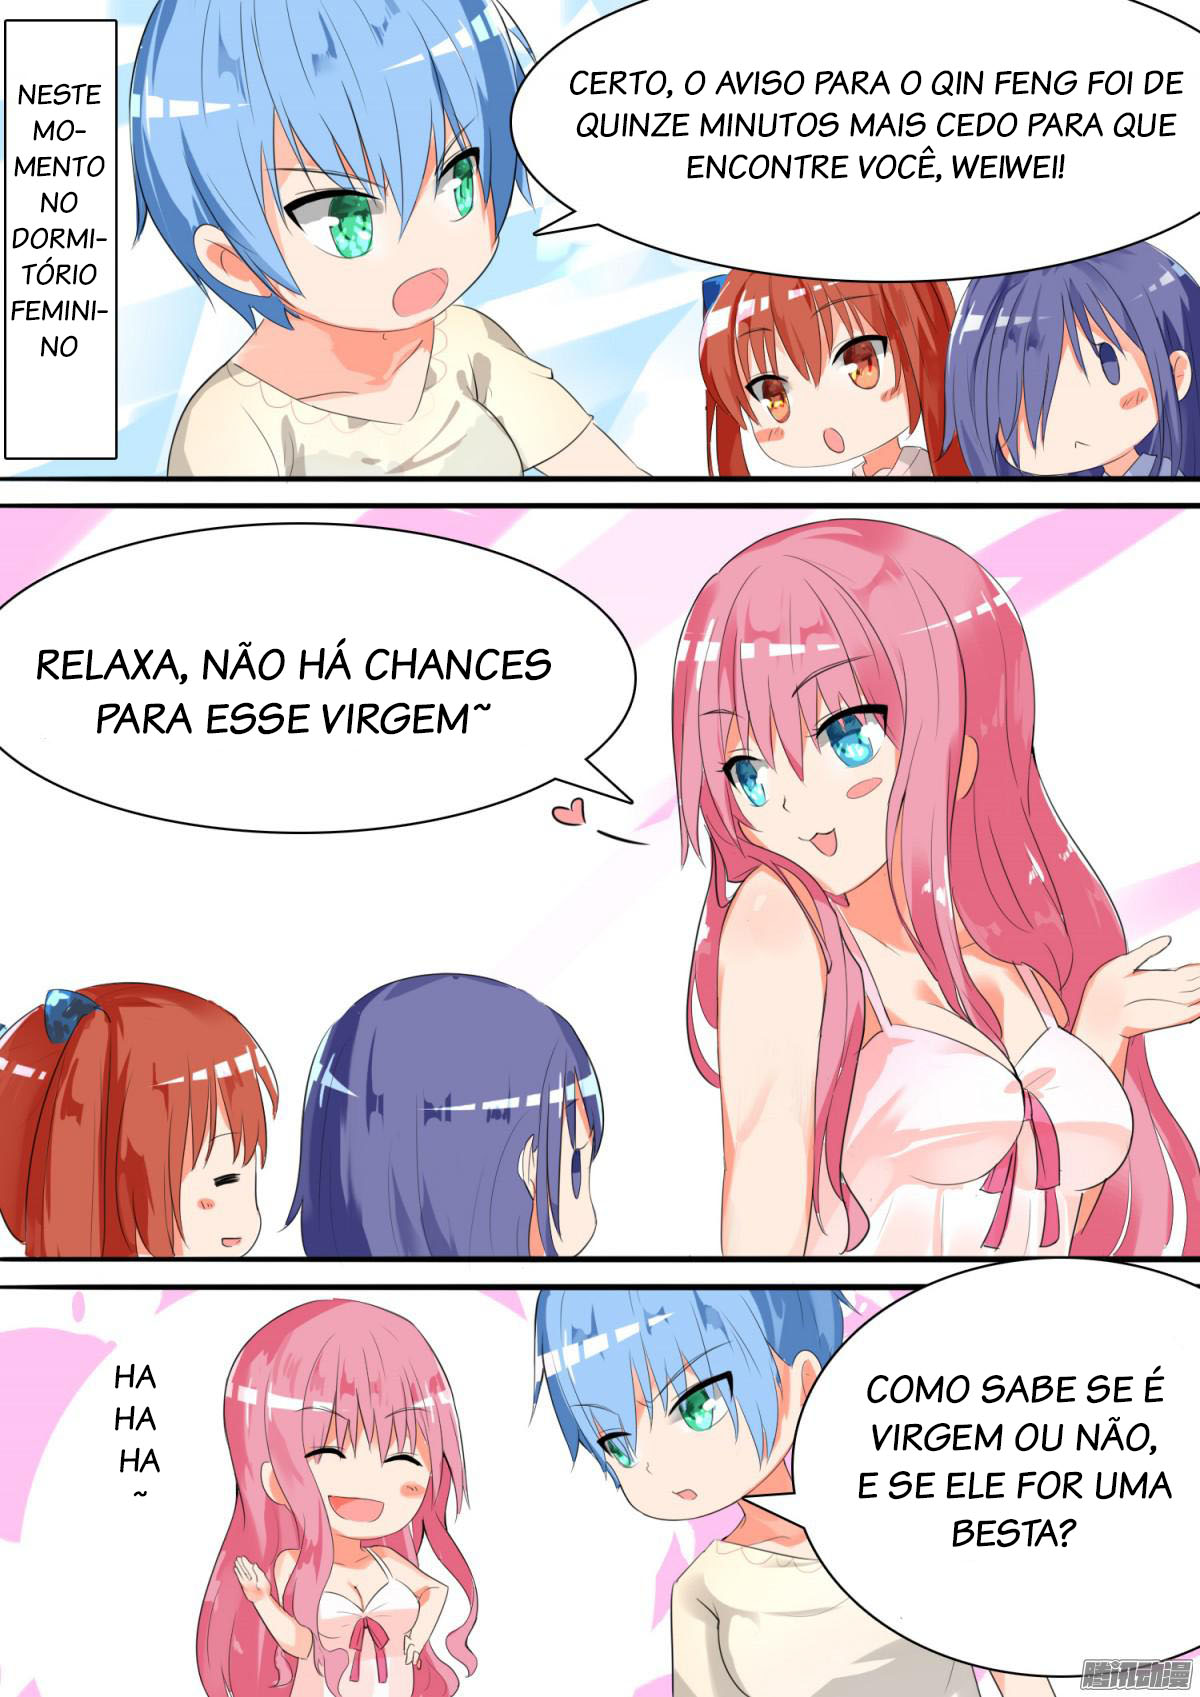 NESTE
MO-
MENTO
NO
DORMI-
TÓRIO
FEMINI-
NO
CERTO, O AVISO PARA O QIN FENG FOI DE
QUINZE MINUTOS MAIS CEDO PARA QUE
ENCONTRE VOCÊ, WEIWEI!
RELAXA, NÃO HÁ CHANCES
PARA ESSE VIRGEM~
HA
HA
HA
~
COMO SABE SE É
VIRGEM OU NÃO,
E SE ELE FOR UMA
BESTA?
腾讯动漫